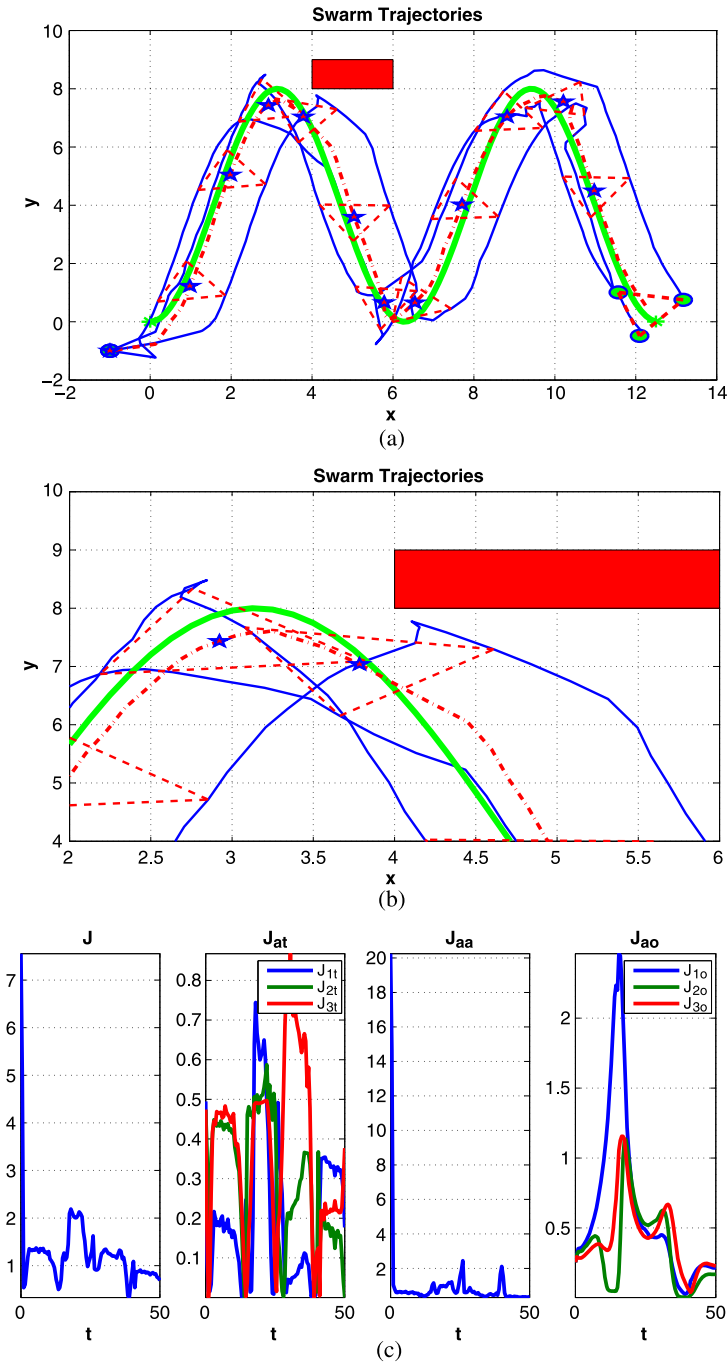 Swarm Trajectories
10
8
6
4
2
0
−2
y
−2 0 2 4 6 8 10 12 14
x
(a)
Swarm Trajectories
10
9
8
7
6
5
4
y
2 2.5 3 3.5 4 4.5 5 5.5 6
x
(b)
J
7
6
5
4
3
2
1
0 50
t
Jat
J1t
J2t
J3t
0.8
0.7
0.6
0.5
0.4
0.3
0.2
0.1
0 50
t
Jaa
20
18
16
14
12
10
8
6
4
2
0 50
t
Jao
J1o
J2o
J3o
2
1.5
1
0.5
0 50
t
(c)